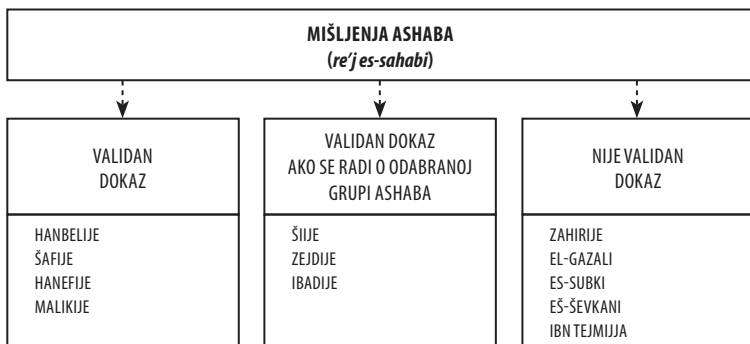 MIŠLJENJA ASHABA
(re’j es-sahabi)
VALIDAN
DOKAZ
HANBELIJE
ŠAFIJE
HANEFIJE
MALIKIJE
VALIDAN DOKAZ
AKO SE RADI O ODABRANOJ
GRUPI ASHABA
ŠIIJE
ZEJDIJE
IBADIJE
NIJE VALIDAN
DOKAZ
ZAHIRIJE
EL-GAZALI
ES-SUBKI
EŠ-ŠEVKANI
IBN TEJMIJJA